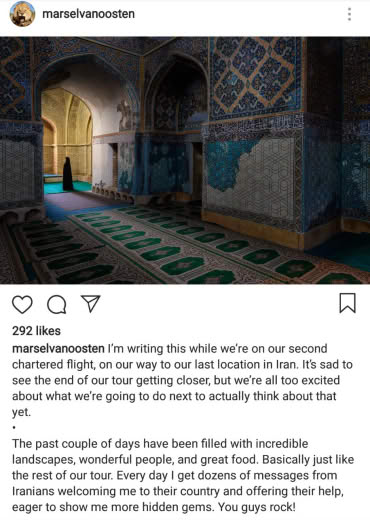 marselvanoosten
292 likes
marselvanoosten I'm writing this while we're on our second
chartered flight, on our way to our last location in Iran. It's sad to
see the end of our tour getting closer, but we're all too excited
about what we're going to do next to actually think about that
yet.
•
The past couple of days have been filled with incredible
landscapes, wonderful people, and great food. Basically just like
the rest of our tour. Every day I get dozens of messages from
Iranians welcoming me to their country and offering their help,
eager to show me more hidden gems. You guys rock!